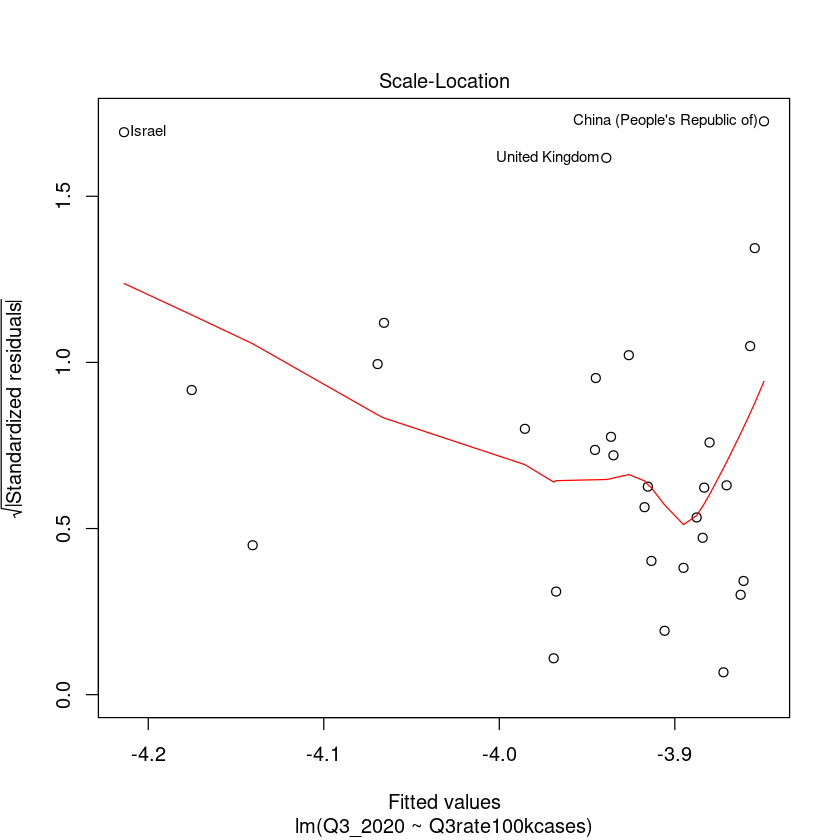 Scale-Location
China (People's Republic of)
Israel
United Kingdom
√|Standardized residuals|
1.5
1.0
0.5
0.0
-4.2 -4.1 -4.0 -3.9
Fitted values
lm(Q3_2020 ~ Q3rate100kcases)